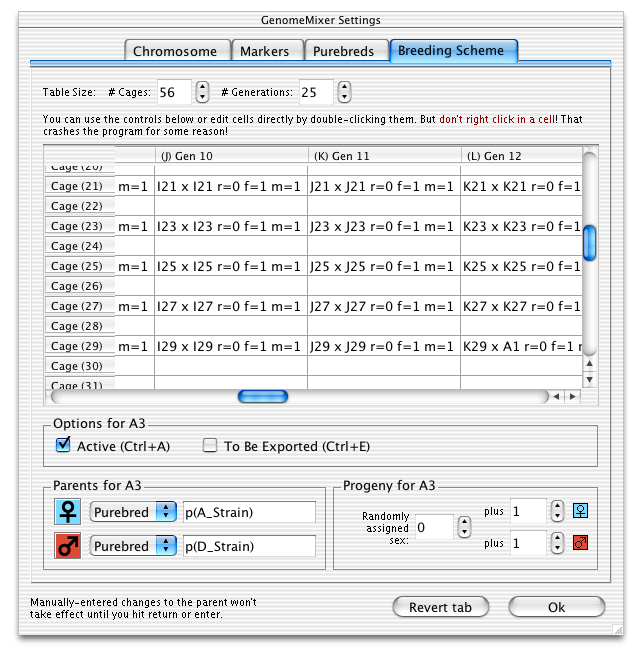 GenomeMixer Settings
Chromosome Markers Purebreds Breeding Scheme
Table Size: # Cages: 56 # Generations: 25
You can use the controls below or edit cells directly by double-clicking them. But don't right click in a cell! That
crashes the program for some reason!
(J) Gen 10 (K) Gen 11 (L) Gen 12
Cage (20)
Cage (21) m=1 I21 x I21 r=0 f=1 m=1 J21 x J21 r=0 f=1 m=1 K21 x K21 r=0 f=1
Cage (22)
Cage (23) m=1 I23 x I23 r=0 f=1 m=1 J23 x J23 r=0 f=1 m=1 K23 x K23 r=0 f=1
Cage (24)
Cage (25) m=1 I25 x I25 r=0 f=1 m=1 J25 x J25 r=0 f=1 m=1 K25 x K25 r=0 f=1
Cage (26)
Cage (27) m=1 I27 x I27 r=0 f=1 m=1 J27 x J27 r=0 f=1 m=1 K27 x K27 r=0 f=1
Cage (28)
Cage (29) m=1 I29 x I29 r=0 f=1 m=1 J29 x J29 r=0 f=1 m=1 K29 x A1 r=0 f=1
Cage (30)
Cage (31)
Options for A3
Active (Ctrl+A) To Be Exported (Ctrl+E)
Parents for A3
♀ Purebred p(A_Strain)
♂ Purebred p(D_Strain)
Progeny for A3
Randomly
assigned
sex: 0
plus 1 ♀
plus 1 ♂
Manually-entered changes to the parent won't
take effect until you hit return or enter.
Revert tab Ok